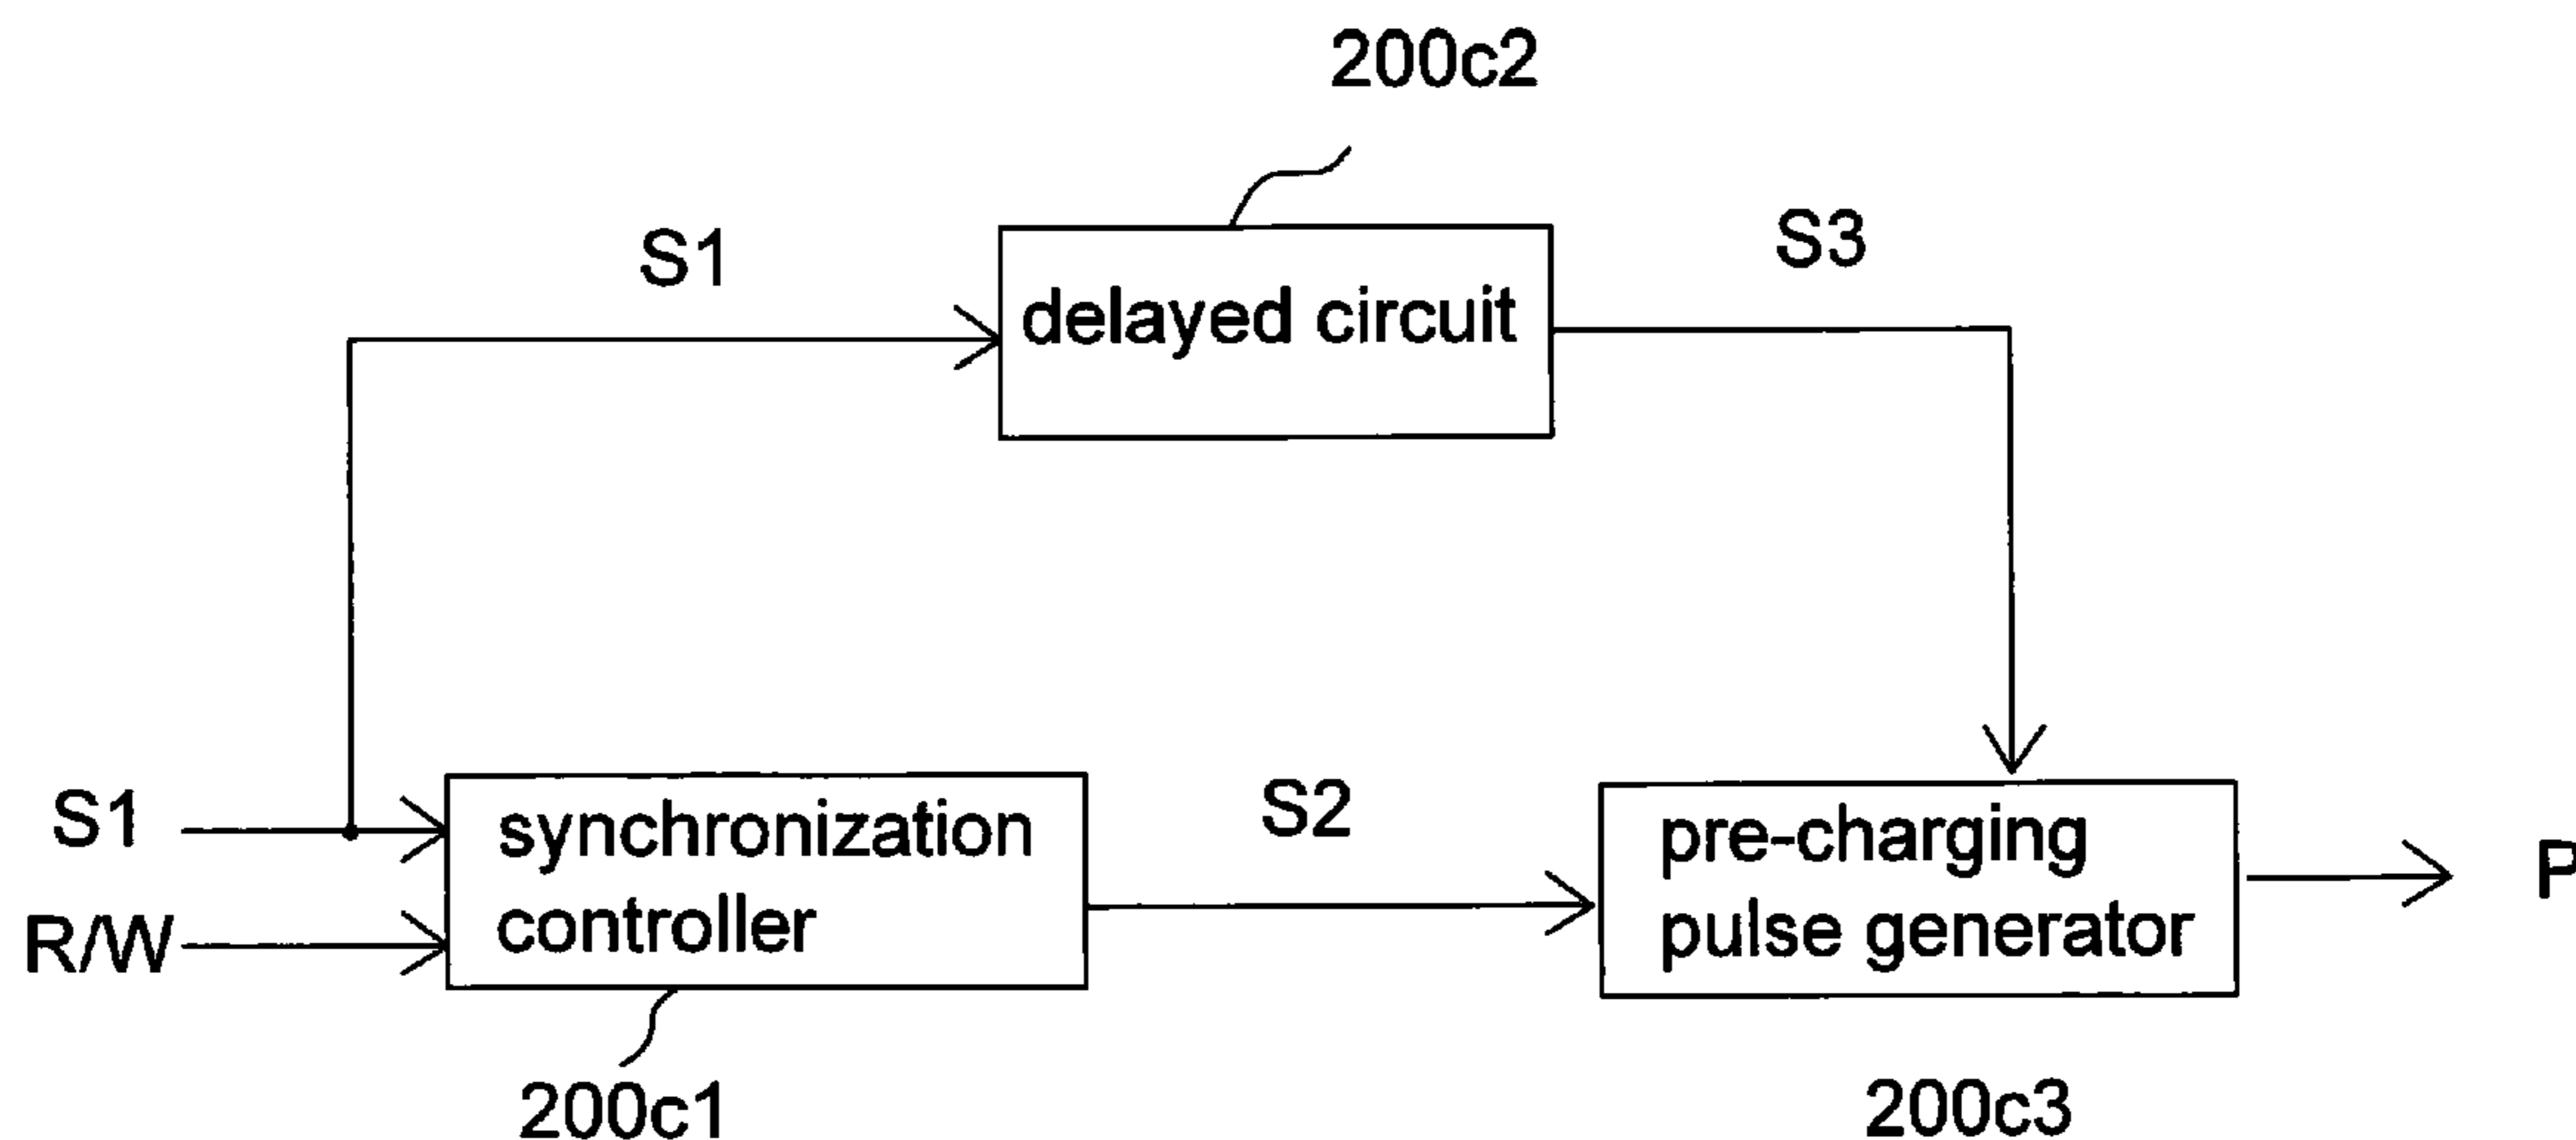 200c2
S1
S3
delayed circuit
S1
R/W
synchronization
controller
S2
pre-charging
pulse generator
P
200c1
200c3